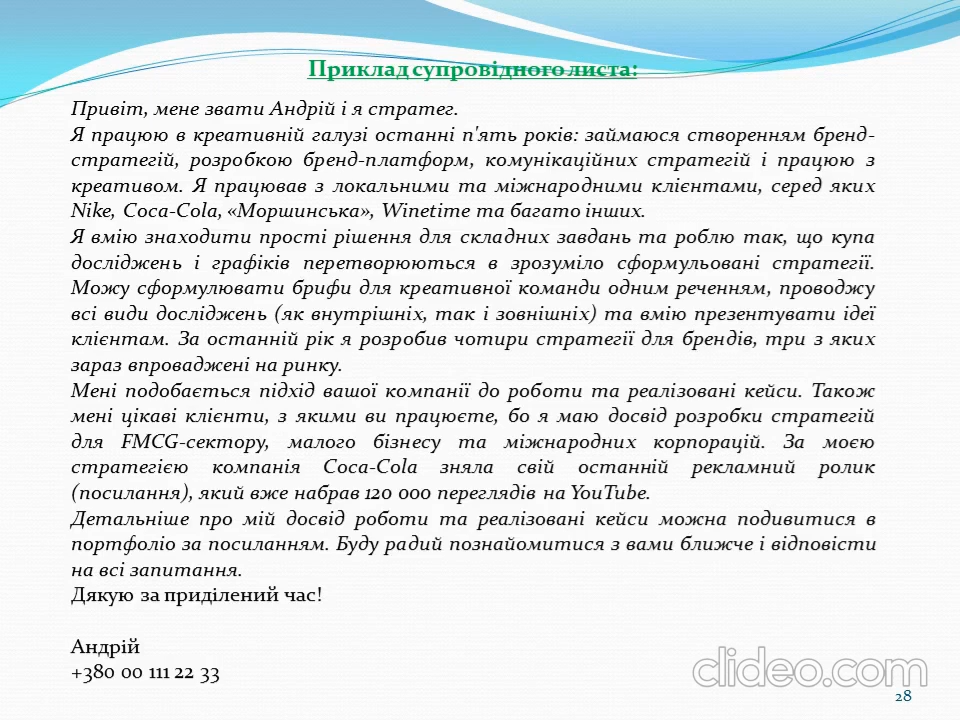 Приклад супровідного листа:
Привіт, мене звати Андрій і я стратег.
Я працюю в креативній галузі останні п'ять років: займаюся створенням бренд-
стратегій, розробкою бренд-платформ, комунікаційних стратегій і працюю з
креативом. Я працював з локальними та міжнародними клієнтами, серед яких
Nike, Coca-Cola, «Моршинська», Winetime та багато інших.
Я вмію знаходити прості рішення для складних завдань та роблю так, що купа
досліджень і графіків перетворюються в зрозуміло сформульовані стратегії.
Можу сформулювати брифи для креативної команди одним реченням, проводжу
всі види досліджень (як внутрішніх, так і зовнішніх) та вмію презентувати ідеї
клієнтам. За останній рік я розробив чотири стратегії для брендів, три з яких
зараз впроваджені на ринку.
Мені подобається підхід вашої компанії до роботи та реалізовані кейси. Також
мені цікаві клієнти, з якими ви працюєте, бо я маю досвід розробки стратегій
для FMCG-сектору, малого бізнесу та міжнародних корпорацій. За моєю
стратегією компанія Coca-Cola зняла свій останній рекламний ролик
(посилання), який вже набрав 120 000 переглядів на YouTube.
Детальніше про мій досвід роботи та реалізовані кейси можна подивитися в
портфоліо за посиланням. Буду радий познайомитися з вами ближче і відповісти
на всі запитання.
Дякую за приділений час!
Андрій
+380 00 111 22 33
clideo.com
28